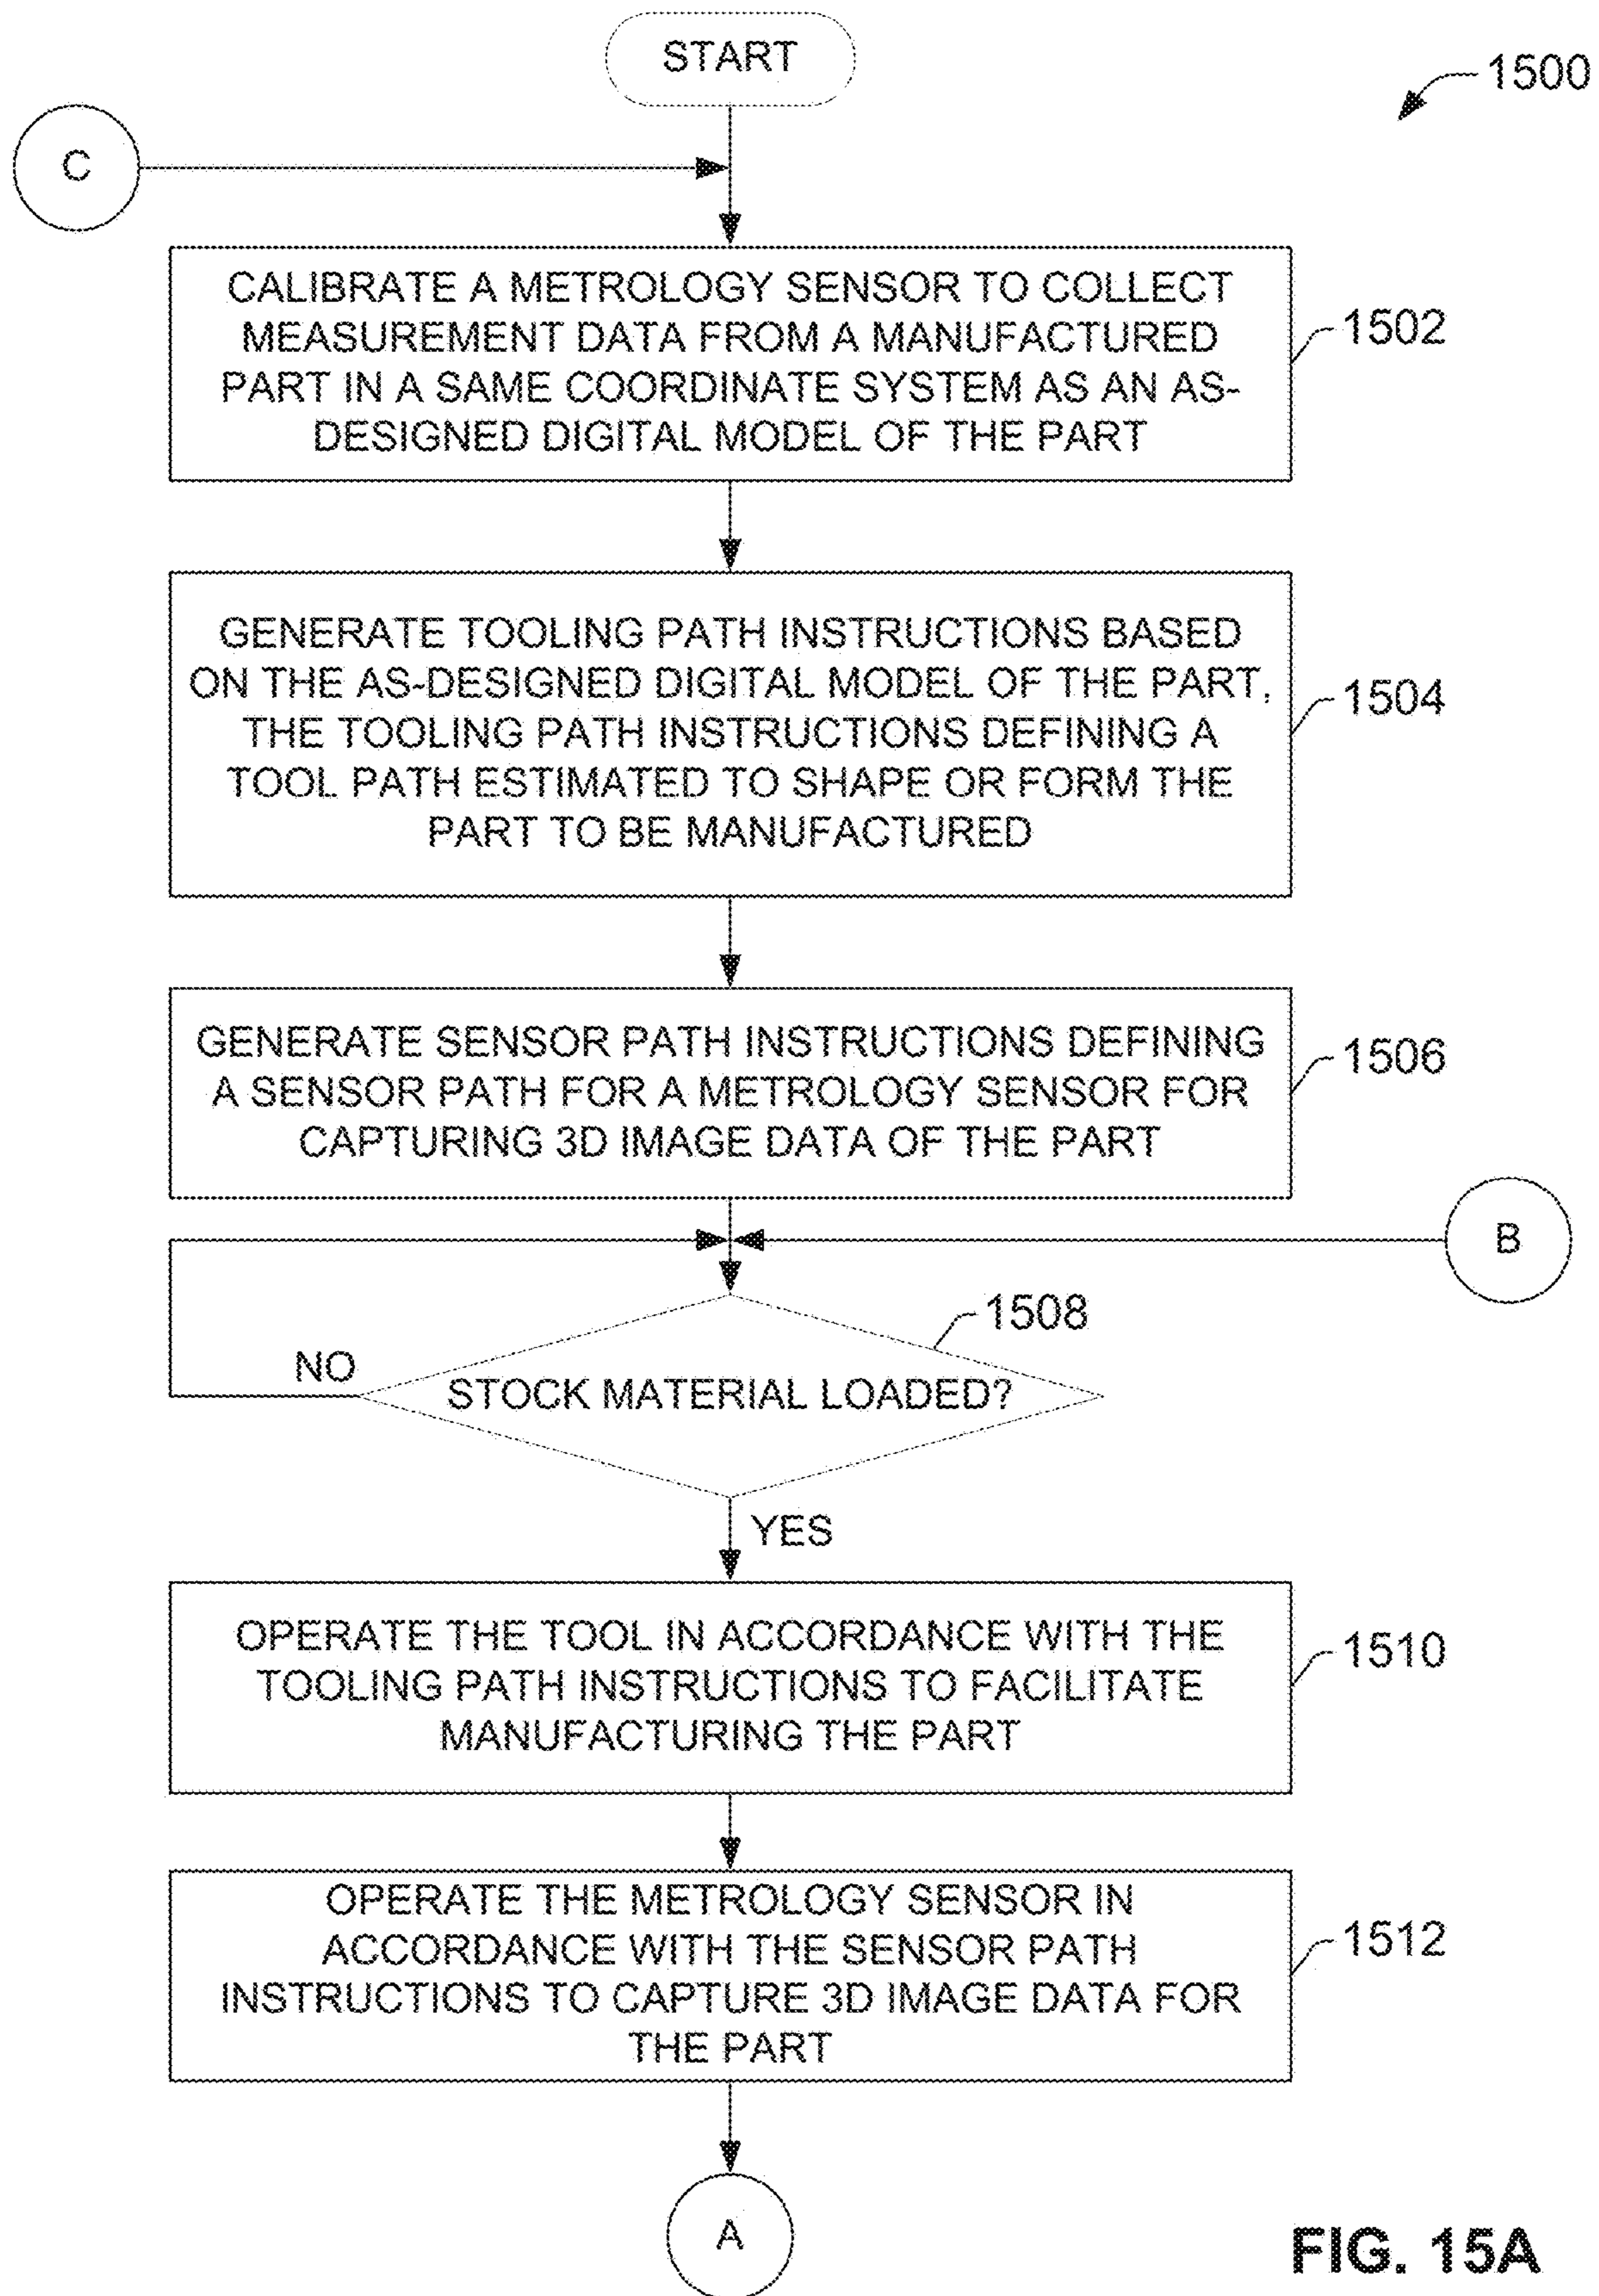 START
1500
C
CALIBRATE A METROLOGY SENSOR TO COLLECT
MEASUREMENT DATA FROM A MANUFACTURED
PART IN A SAME COORDINATE SYSTEM AS AN AS-
DESIGNED DIGITAL MODEL OF THE PART
1502
GENERATE TOOLING PATH INSTRUCTIONS BASED
ON THE AS-DESIGNED DIGITAL MODEL OF THE PART,
THE TOOLING PATH INSTRUCTIONS DEFINING A
TOOL PATH ESTIMATED TO SHAPE OR FORM THE
PART TO BE MANUFACTURED
1504
GENERATE SENSOR PATH INSTRUCTIONS DEFINING
A SENSOR PATH FOR A METROLOGY SENSOR FOR
CAPTURING 3D IMAGE DATA OF THE PART
1506
B
1508
NO
STOCK MATERIAL LOADED?
YES
OPERATE THE TOOL IN ACCORDANCE WITH THE
TOOLING PATH INSTRUCTIONS TO FACILITATE
MANUFACTURING THE PART
1510
OPERATE THE METROLOGY SENSOR IN
ACCORDANCE WITH THE SENSOR PATH
INSTRUCTIONS TO CAPTURE 3D IMAGE DATA FOR
THE PART
1512
A
FIG. 15A